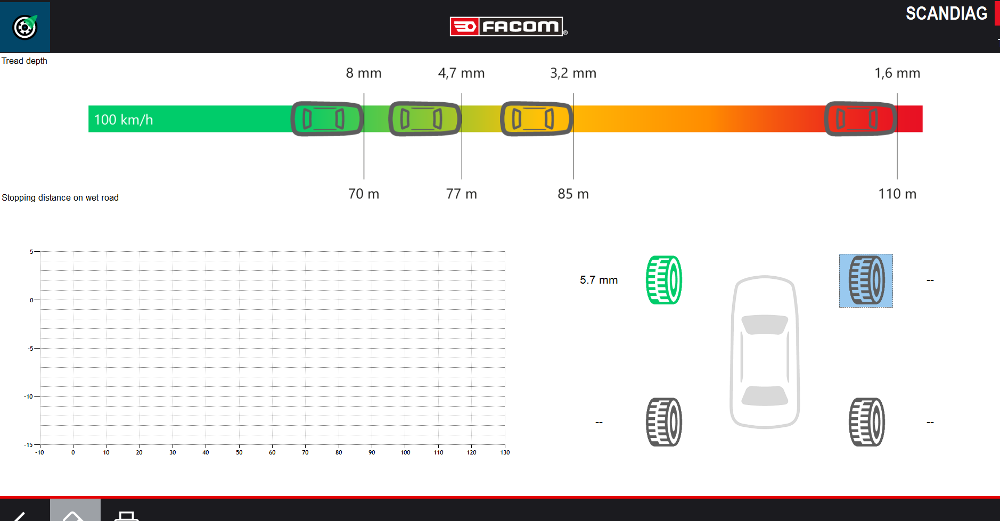 SCANDIAG
FACOM®
Tread depth
8 mm
4,7 mm
3,2 mm
1,6 mm
100 km/h
70 m
77 m
85 m
110 m
Stopping distance on wet road
5
0
-5
-10
-15
-10 0 10 20 30 40 50 60 70 80 90 100 110 120 130
5.7 mm
--
--
--